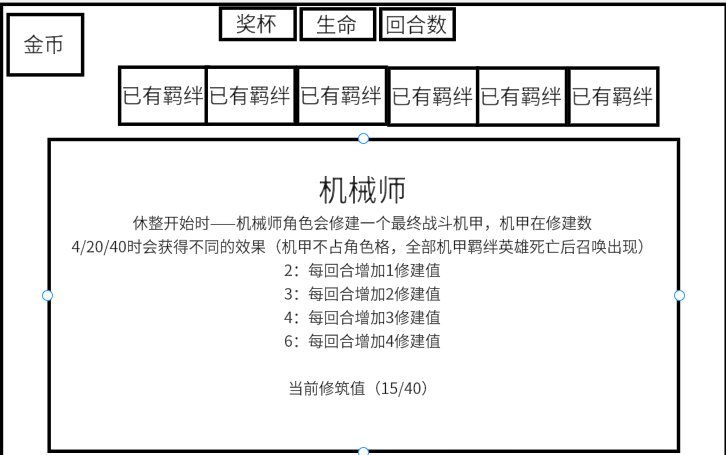 金币
奖杯
生命
回合数
已有羁绊
已有羁绊
已有羁绊
已有羁绊
已有羁绊
已有羁绊
机械师
休整开始时——机械师角色会修建一个最终战斗机甲，机甲在修建数
4/20/40时会获得不同的效果（机甲不占角色格，全部机甲羁绊英雄死亡后召唤出现）
2：每回合增加1修建值
3：每回合增加2修建值
4：每回合增加3修建值
6：每回合增加4修建值
当前修筑值（15/40）